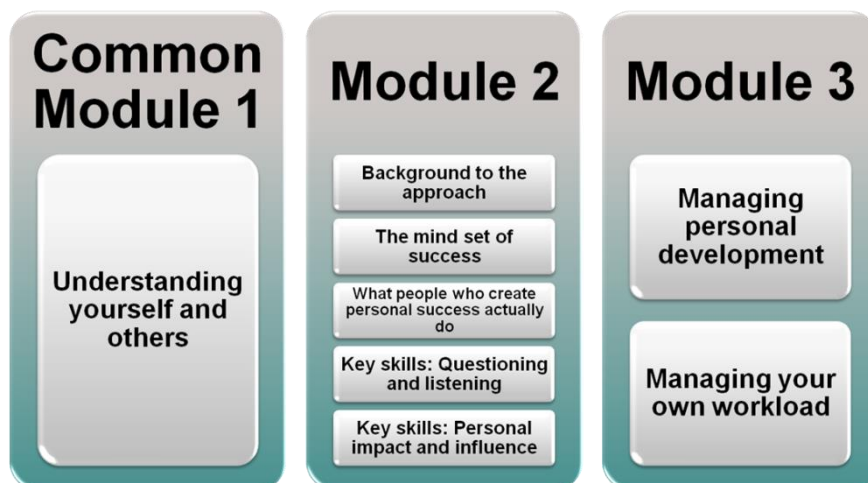 Common
Module 1
Understanding
yourself and
others
Module 2
Background to the
approach
The mind set of
success
What people who create
personal success actually
do
Key skills: Questioning
and listening
Key skills: Personal
impact and influence
Module 3
Managing
personal
development
Managing your
own workload